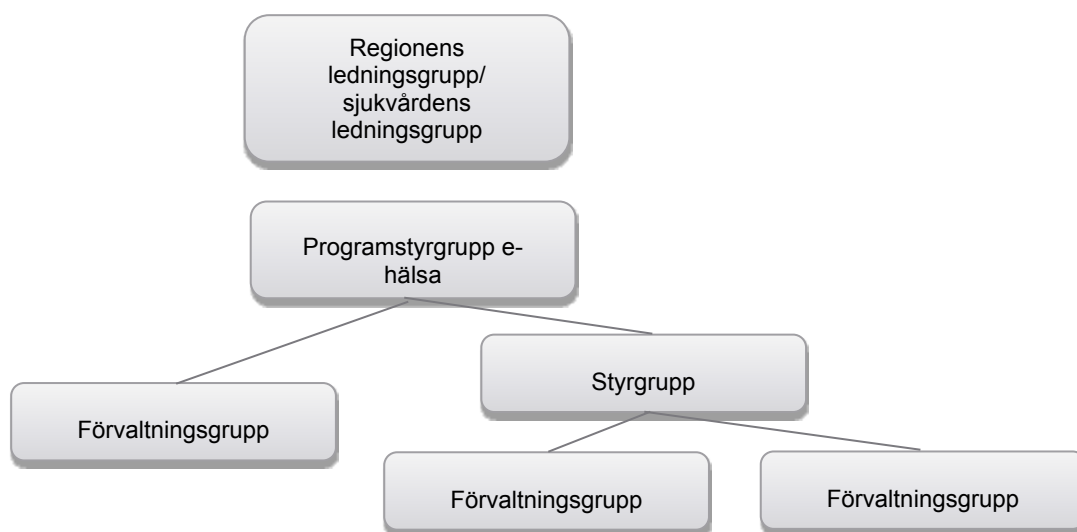 Regionens
ledningsgrupp/
sjukvårdens
ledningsgrupp
Programstyrgrupp e-
hälsa
Styrgrupp
Förvaltningsgrupp
Förvaltningsgrupp
Förvaltningsgrupp